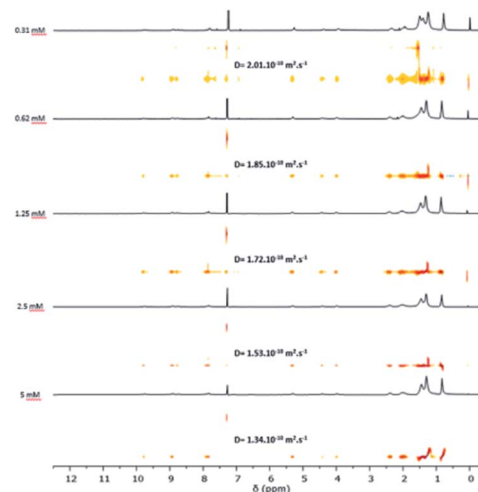 0.31 mM
D= 2.01.10⁻¹⁰ m².s⁻¹
0.62 mM
D= 1.85.10⁻¹⁰ m².s⁻¹
1.25 mM
D= 1.72.10⁻¹⁰ m².s⁻¹
2.5 mM
D= 1.53.10⁻¹⁰ m².s⁻¹
5 mM
D= 1.34.10⁻¹⁰ m².s⁻¹
12 11 10 9 8 7 6 5 4 3 2 1 0
δ (ppm)